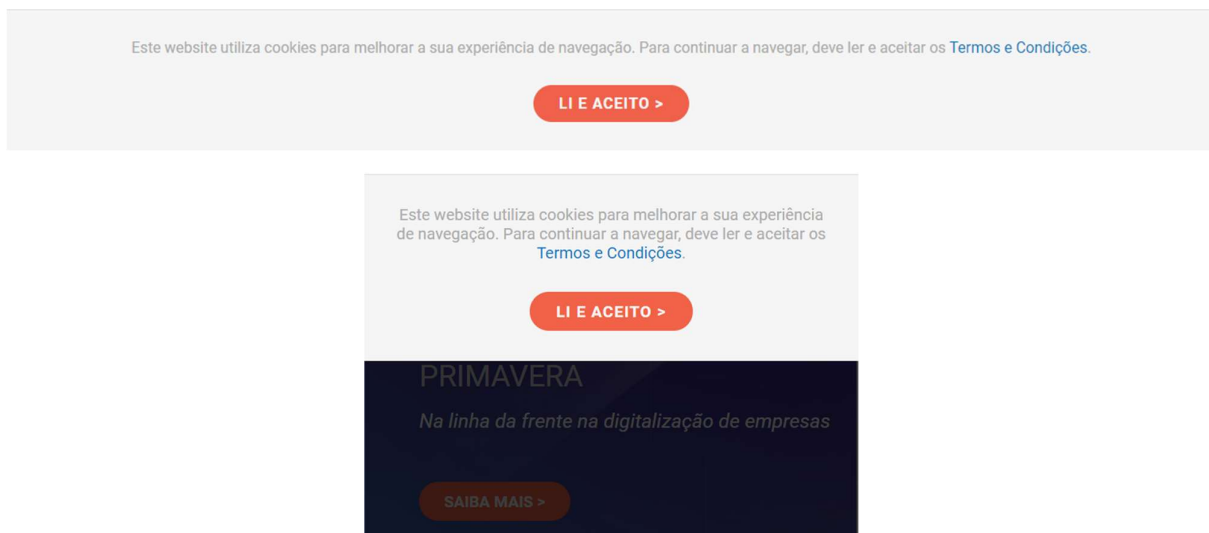 Este website utiliza cookies para melhorar a sua experiência de navegação. Para continuar a navegar, deve ler e aceitar os Termos e Condições.
LI E ACEITO >
Este website utiliza cookies para melhorar a sua experiência
de navegação. Para continuar a navegar, deve ler e aceitar os
Termos e Condições.
LI E ACEITO >
PRIMAVERA
Na linha da frente na digitalização de empresas
SAIBA MAIS >